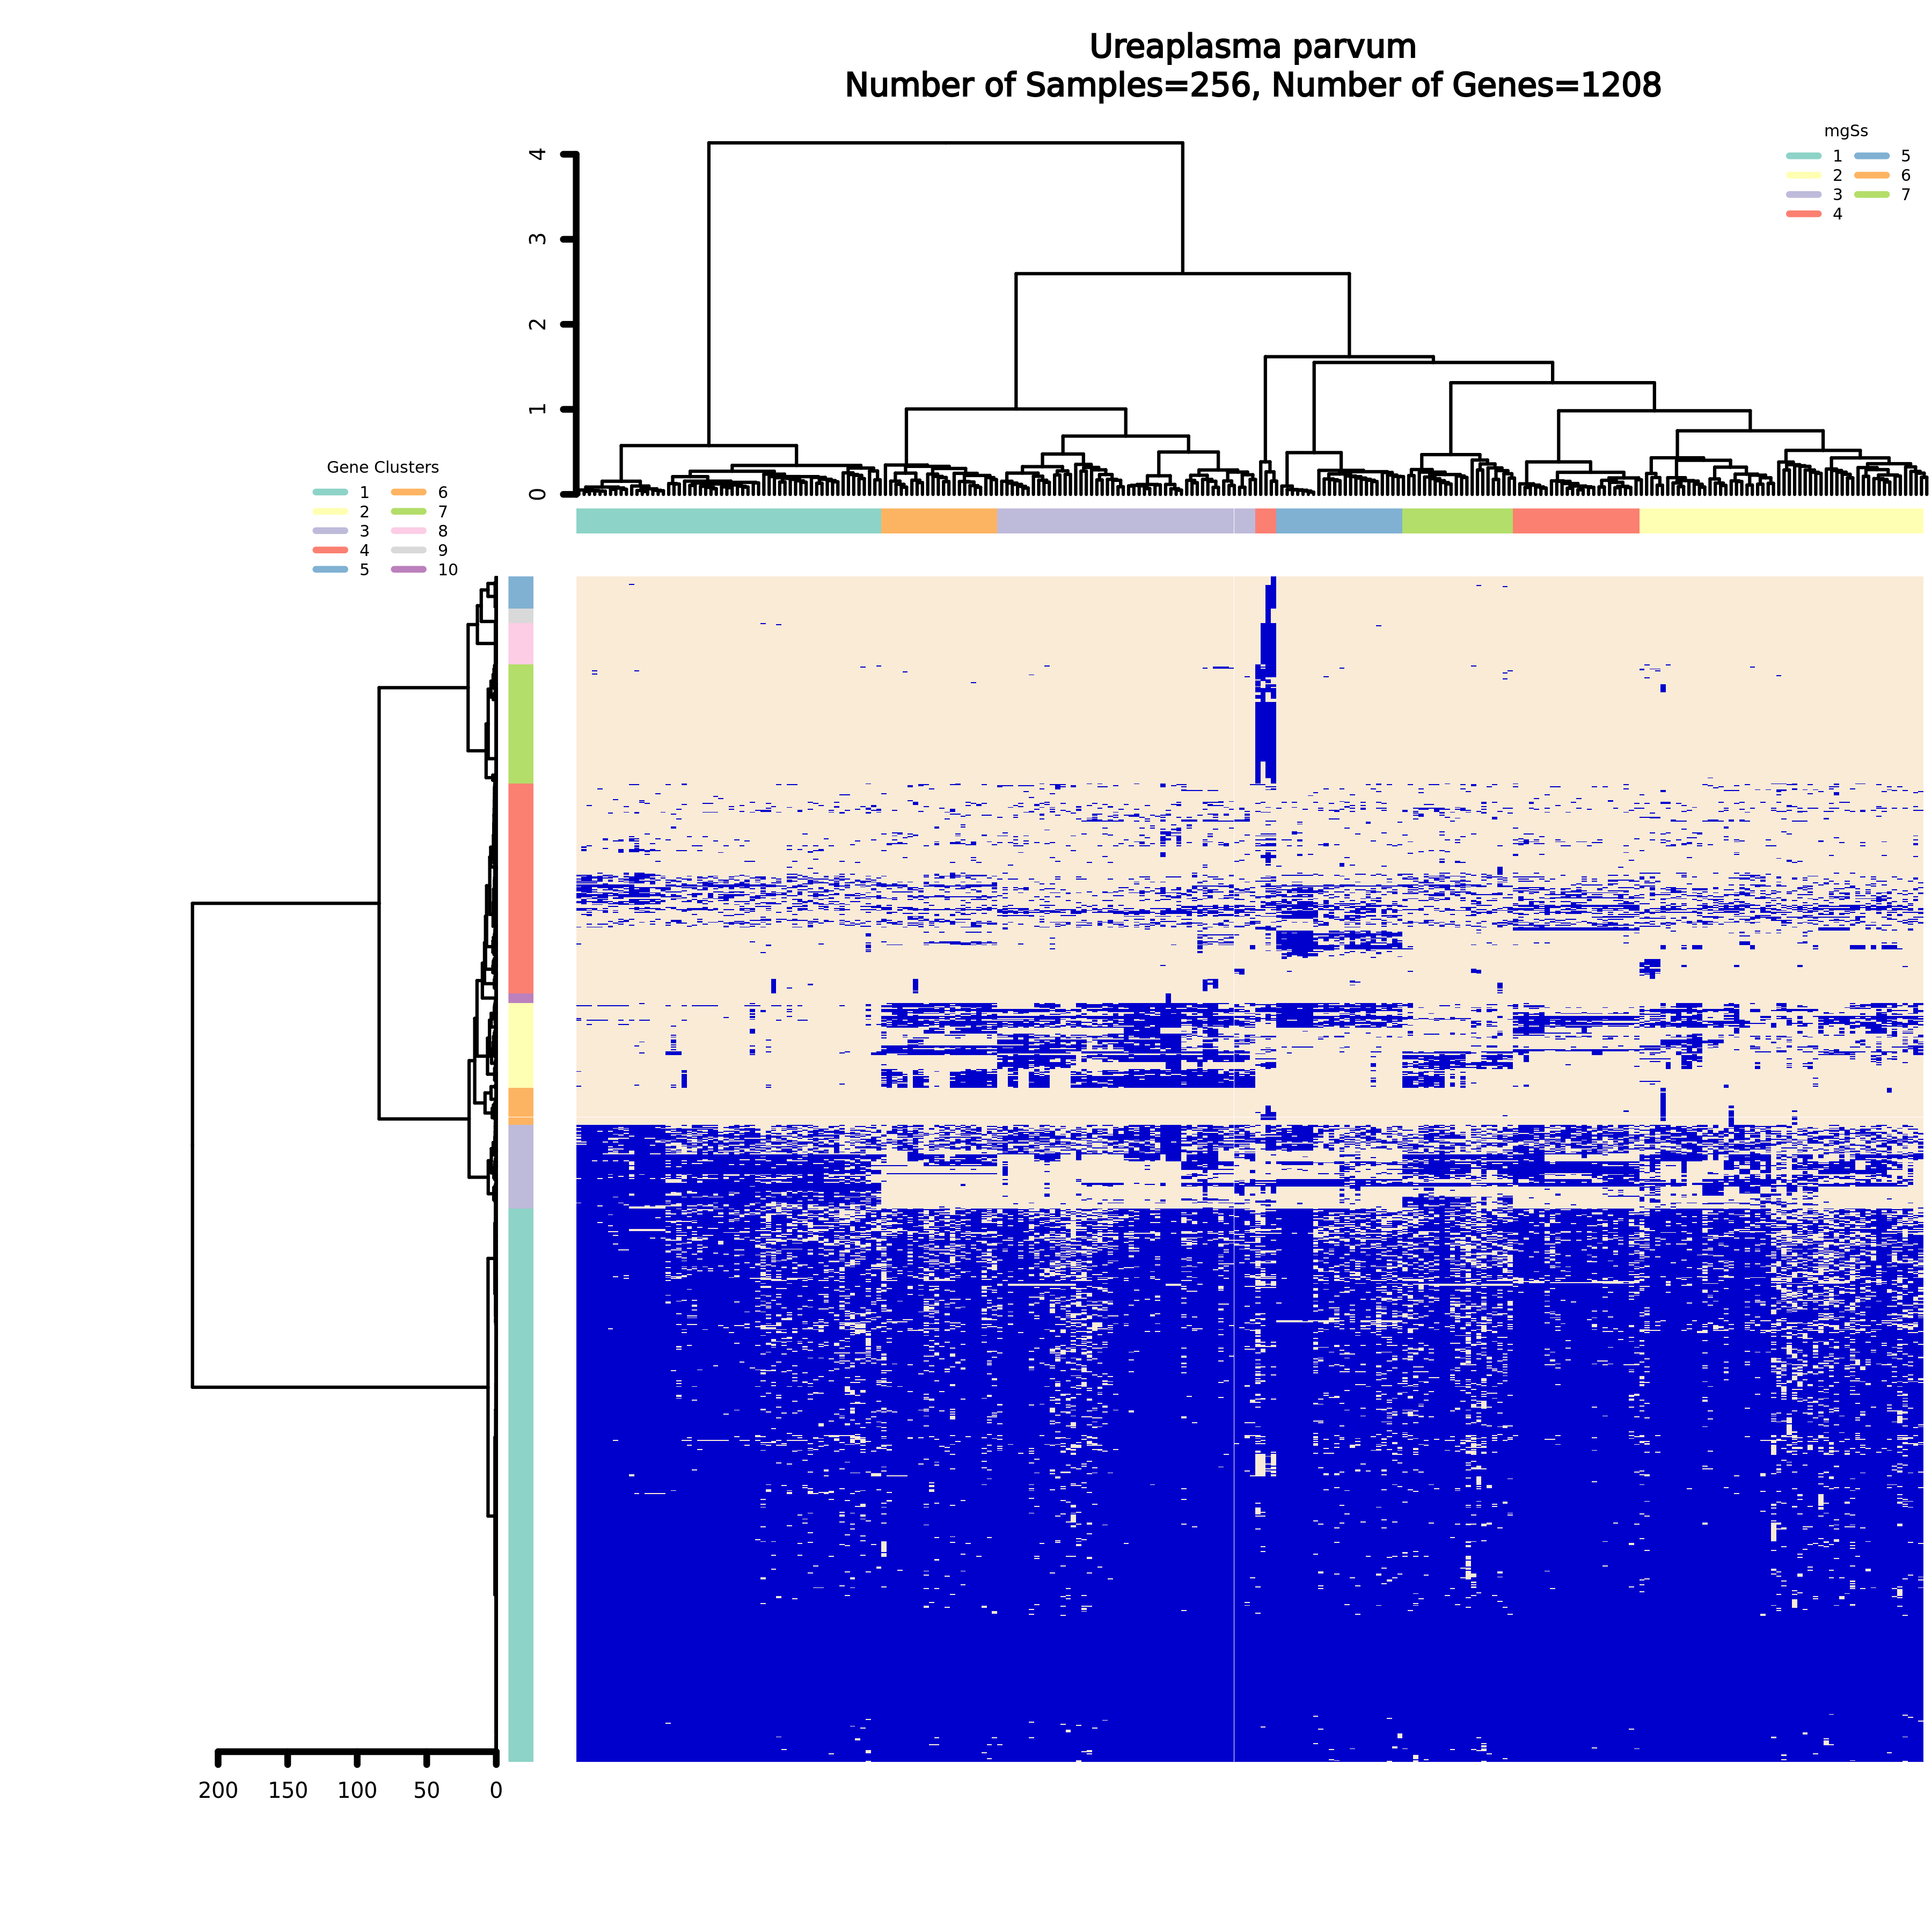 Ureaplasma parvum
Number of Samples=256, Number of Genes=1208
mgSs
1 5
2 6
3 7
4
4
3
2
1
0
Gene Clusters
1 6
2 7
3 8
4 9
5 10
200 150 100 50 0